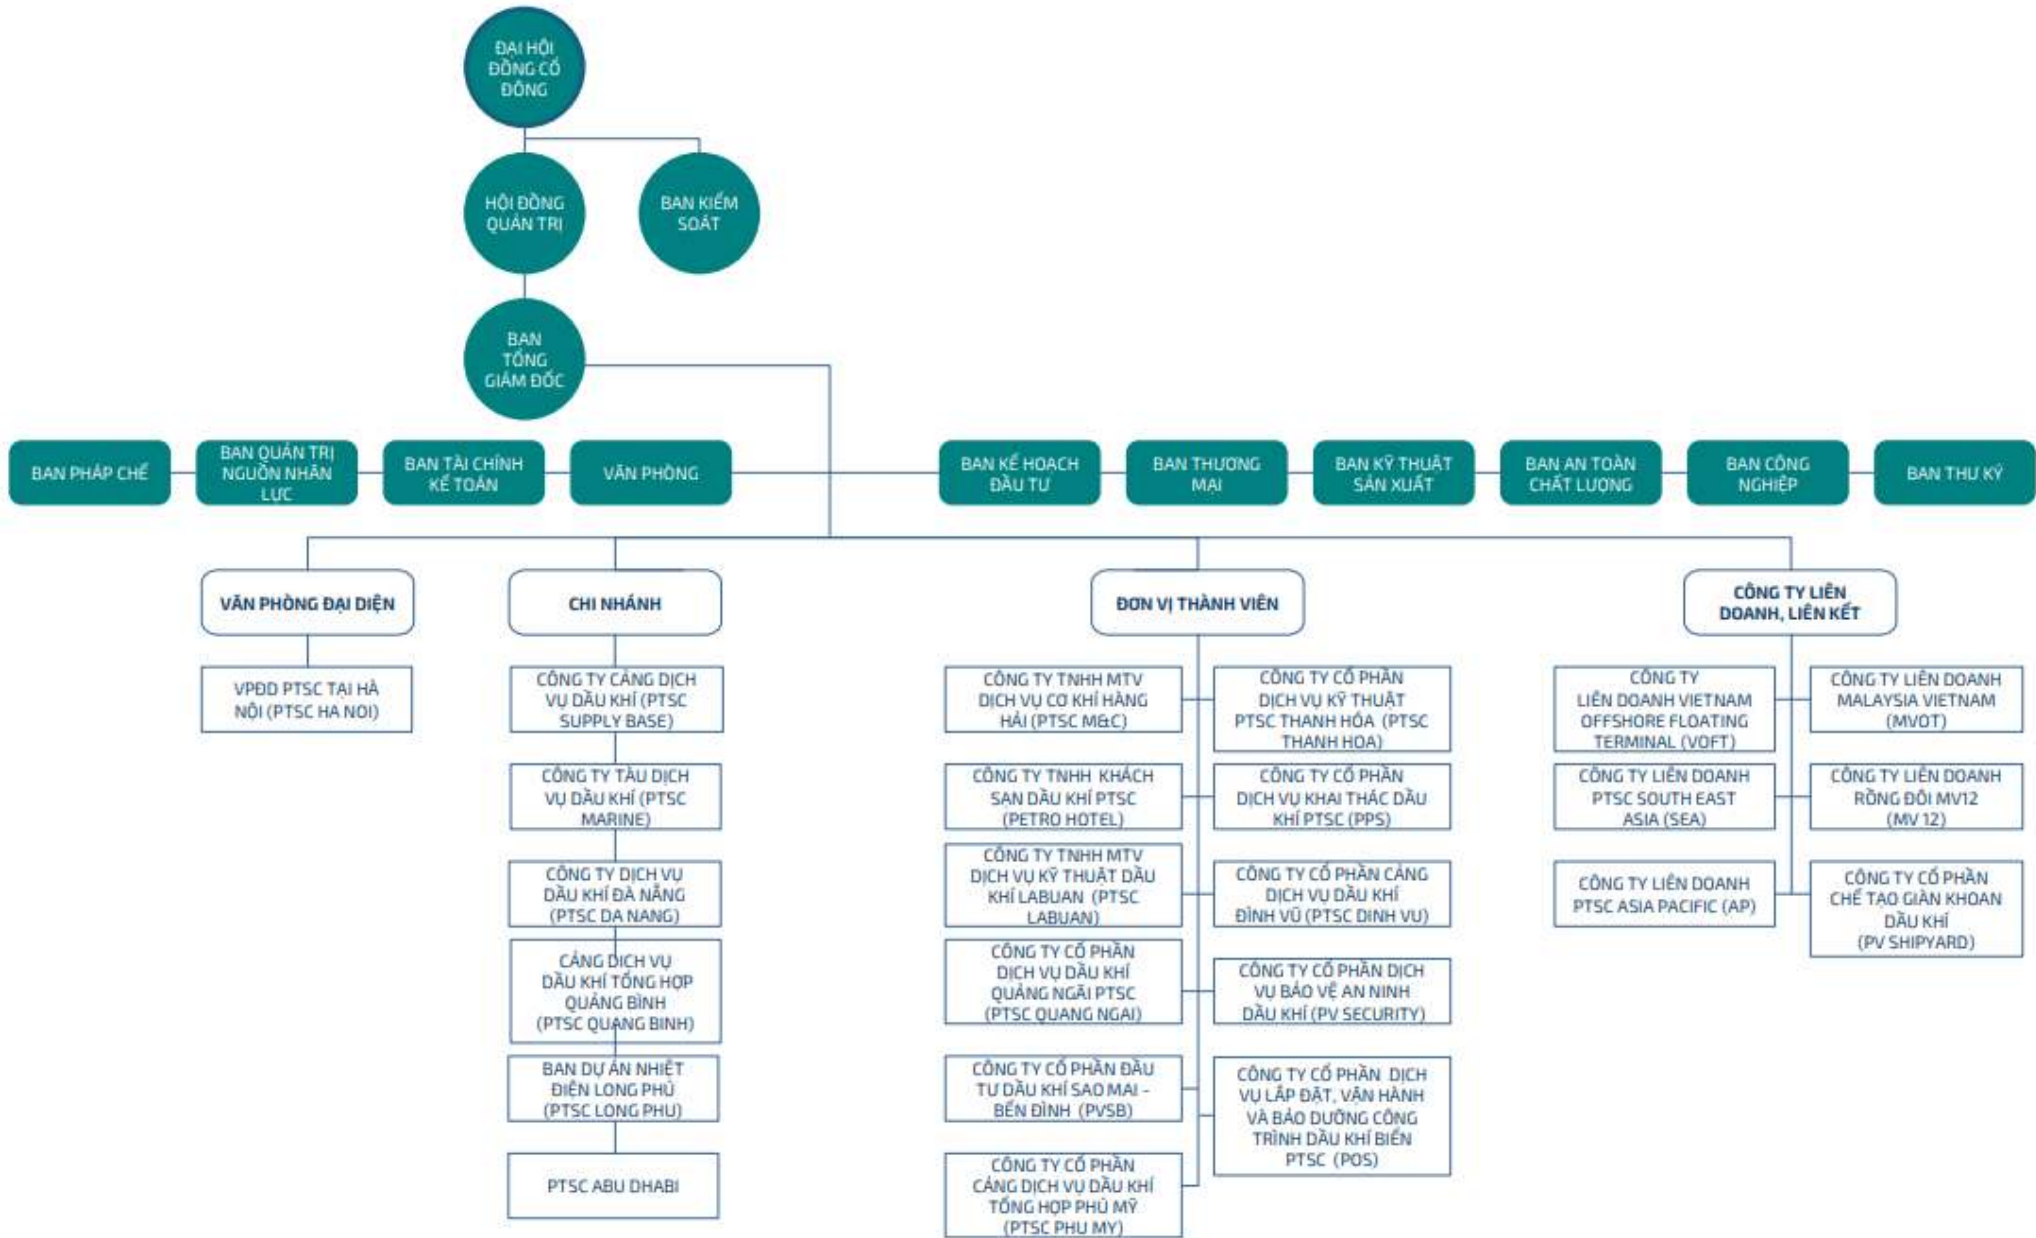 ĐẠI HỘI
ĐỒNG CỔ
ĐÔNG
HỘI ĐỒNG
QUẢN TRỊ
BAN KIỂM
SOÁT
BAN
TỔNG
GIÁM ĐỐC
BAN PHÁP CHẾ
BAN QUẢN TRỊ
NGUỒN NHÂN
LỰC
BAN TÀI CHÍNH
KẾ TOÁN
VĂN PHÒNG
BAN KẾ HOẠCH
ĐẦU TƯ
BAN THƯƠNG
MẠI
BAN KỸ THUẬT
SẢN XUẤT
BAN AN TOÀN
CHẤT LƯỢNG
BAN CÔNG
NGHIỆP
BAN THƯ KÝ
VĂN PHÒNG ĐẠI DIỆN
VPĐD PTSC TẠI HÀ
NỘI (PTSC HA NOI)
CHI NHÁNH
CÔNG TY CẢNG DỊCH
VỤ DẦU KHÍ (PTSC
SUPPLY BASE)
CÔNG TY TÀU DỊCH
VỤ DẦU KHÍ (PTSC
MARINE)
CÔNG TY DỊCH VỤ
DẦU KHÍ ĐÀ NẴNG
(PTSC DA NANG)
CẢNG DỊCH VỤ
DẦU KHÍ TỔNG HỢP
QUẢNG BÌNH
(PTSC QUANG BINH)
BAN DỰ ÁN NHIỆT
ĐIỆN LONG PHÚ
(PTSC LONG PHU)
PTSC ABU DHABI
ĐƠN VỊ THÀNH VIÊN
CÔNG TY TNHH MTV
DỊCH VỤ CƠ KHÍ HÀNG
HẢI (PTSC M&C)
CÔNG TY CỔ PHẦN
DỊCH VỤ KỸ THUẬT
PTSC THANH HÓA (PTSC
THANH HOA)
CÔNG TY TNHH KHÁCH
SẠN DẦU KHÍ PTSC
(PETRO HOTEL)
CÔNG TY CỔ PHẦN
DỊCH VỤ KHAI THÁC DẦU
KHÍ PTSC (PPS)
CÔNG TY TNHH MTV
DỊCH VỤ KỸ THUẬT DẦU
KHÍ LABUAN (PTSC
LABUAN)
CÔNG TY CỔ PHẦN CẢNG
DỊCH VỤ DẦU KHÍ
ĐÌNH VŨ (PTSC DINH VU)
CÔNG TY CỔ PHẦN
DỊCH VỤ DẦU KHÍ
QUẢNG NGÃI PTSC
(PTSC QUANG NGAI)
CÔNG TY CỔ PHẦN DỊCH
VỤ BẢO VỆ AN NINH
DẦU KHÍ (PV SECURITY)
CÔNG TY CỔ PHẦN ĐẦU
TƯ DẦU KHÍ SAO MAI -
BẾN ĐÌNH (PVSB)
CÔNG TY CỔ PHẦN DỊCH
VỤ LẮP ĐẶT, VẬN HÀNH
VÀ BẢO DƯỠNG CÔNG
TRÌNH DẦU KHÍ BIỂN
PTSC (POS)
CÔNG TY CỔ PHẦN
CẢNG DỊCH VỤ DẦU KHÍ
TỔNG HỢP PHÚ MỸ
(PTSC PHU MY)
CÔNG TY LIÊN
DOANH, LIÊN KẾT
CÔNG TY
LIÊN DOANH VIETNAM
OFFSHORE FLOATING
TERMINAL (VOFT)
CÔNG TY LIÊN DOANH
MALAYSIA VIETNAM
(MVOT)
CÔNG TY LIÊN DOANH
PTSC SOUTH EAST
ASIA (SEA)
CÔNG TY LIÊN DOANH
RỒNG ĐÔI MV12
(MV 12)
CÔNG TY LIÊN DOANH
PTSC ASIA PACIFIC (AP)
CÔNG TY CỔ PHẦN
CHẾ TẠO GIÀN KHOAN
DẦU KHÍ
(PV SHIPYARD)